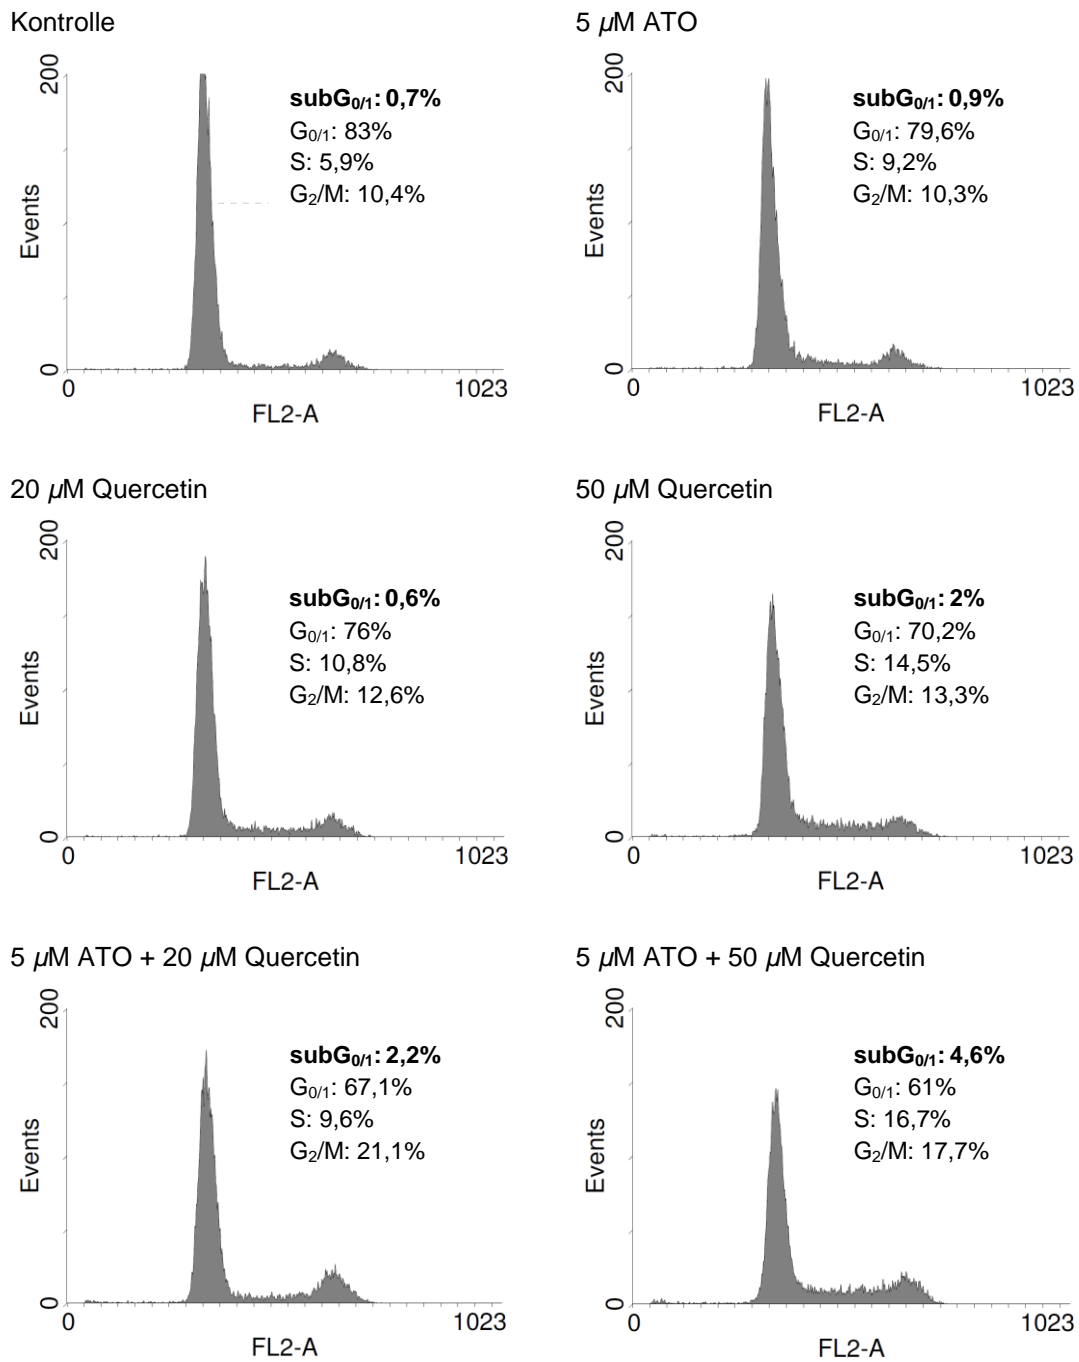 Kontrolle
200
subG0/1: 0,7%
G0/1: 83%
S: 5,9%
G2/M: 10,4%
Events
0
0
1023
FL2-A
5 µM ATO
200
subG0/1: 0,9%
G0/1: 79,6%
S: 9,2%
G2/M: 10,3%
Events
0
0
1023
FL2-A
20 µM Quercetin
200
subG0/1: 0,6%
G0/1: 76%
S: 10,8%
G2/M: 12,6%
Events
0
0
1023
FL2-A
50 µM Quercetin
200
subG0/1: 2%
G0/1: 70,2%
S: 14,5%
G2/M: 13,3%
Events
0
0
1023
FL2-A
5 µM ATO + 20 µM Quercetin
200
subG0/1: 2,2%
G0/1: 67,1%
S: 9,6%
G2/M: 21,1%
Events
0
0
1023
FL2-A
5 µM ATO + 50 µM Quercetin
200
subG0/1: 4,6%
G0/1: 61%
S: 16,7%
G2/M: 17,7%
Events
0
0
1023
FL2-A